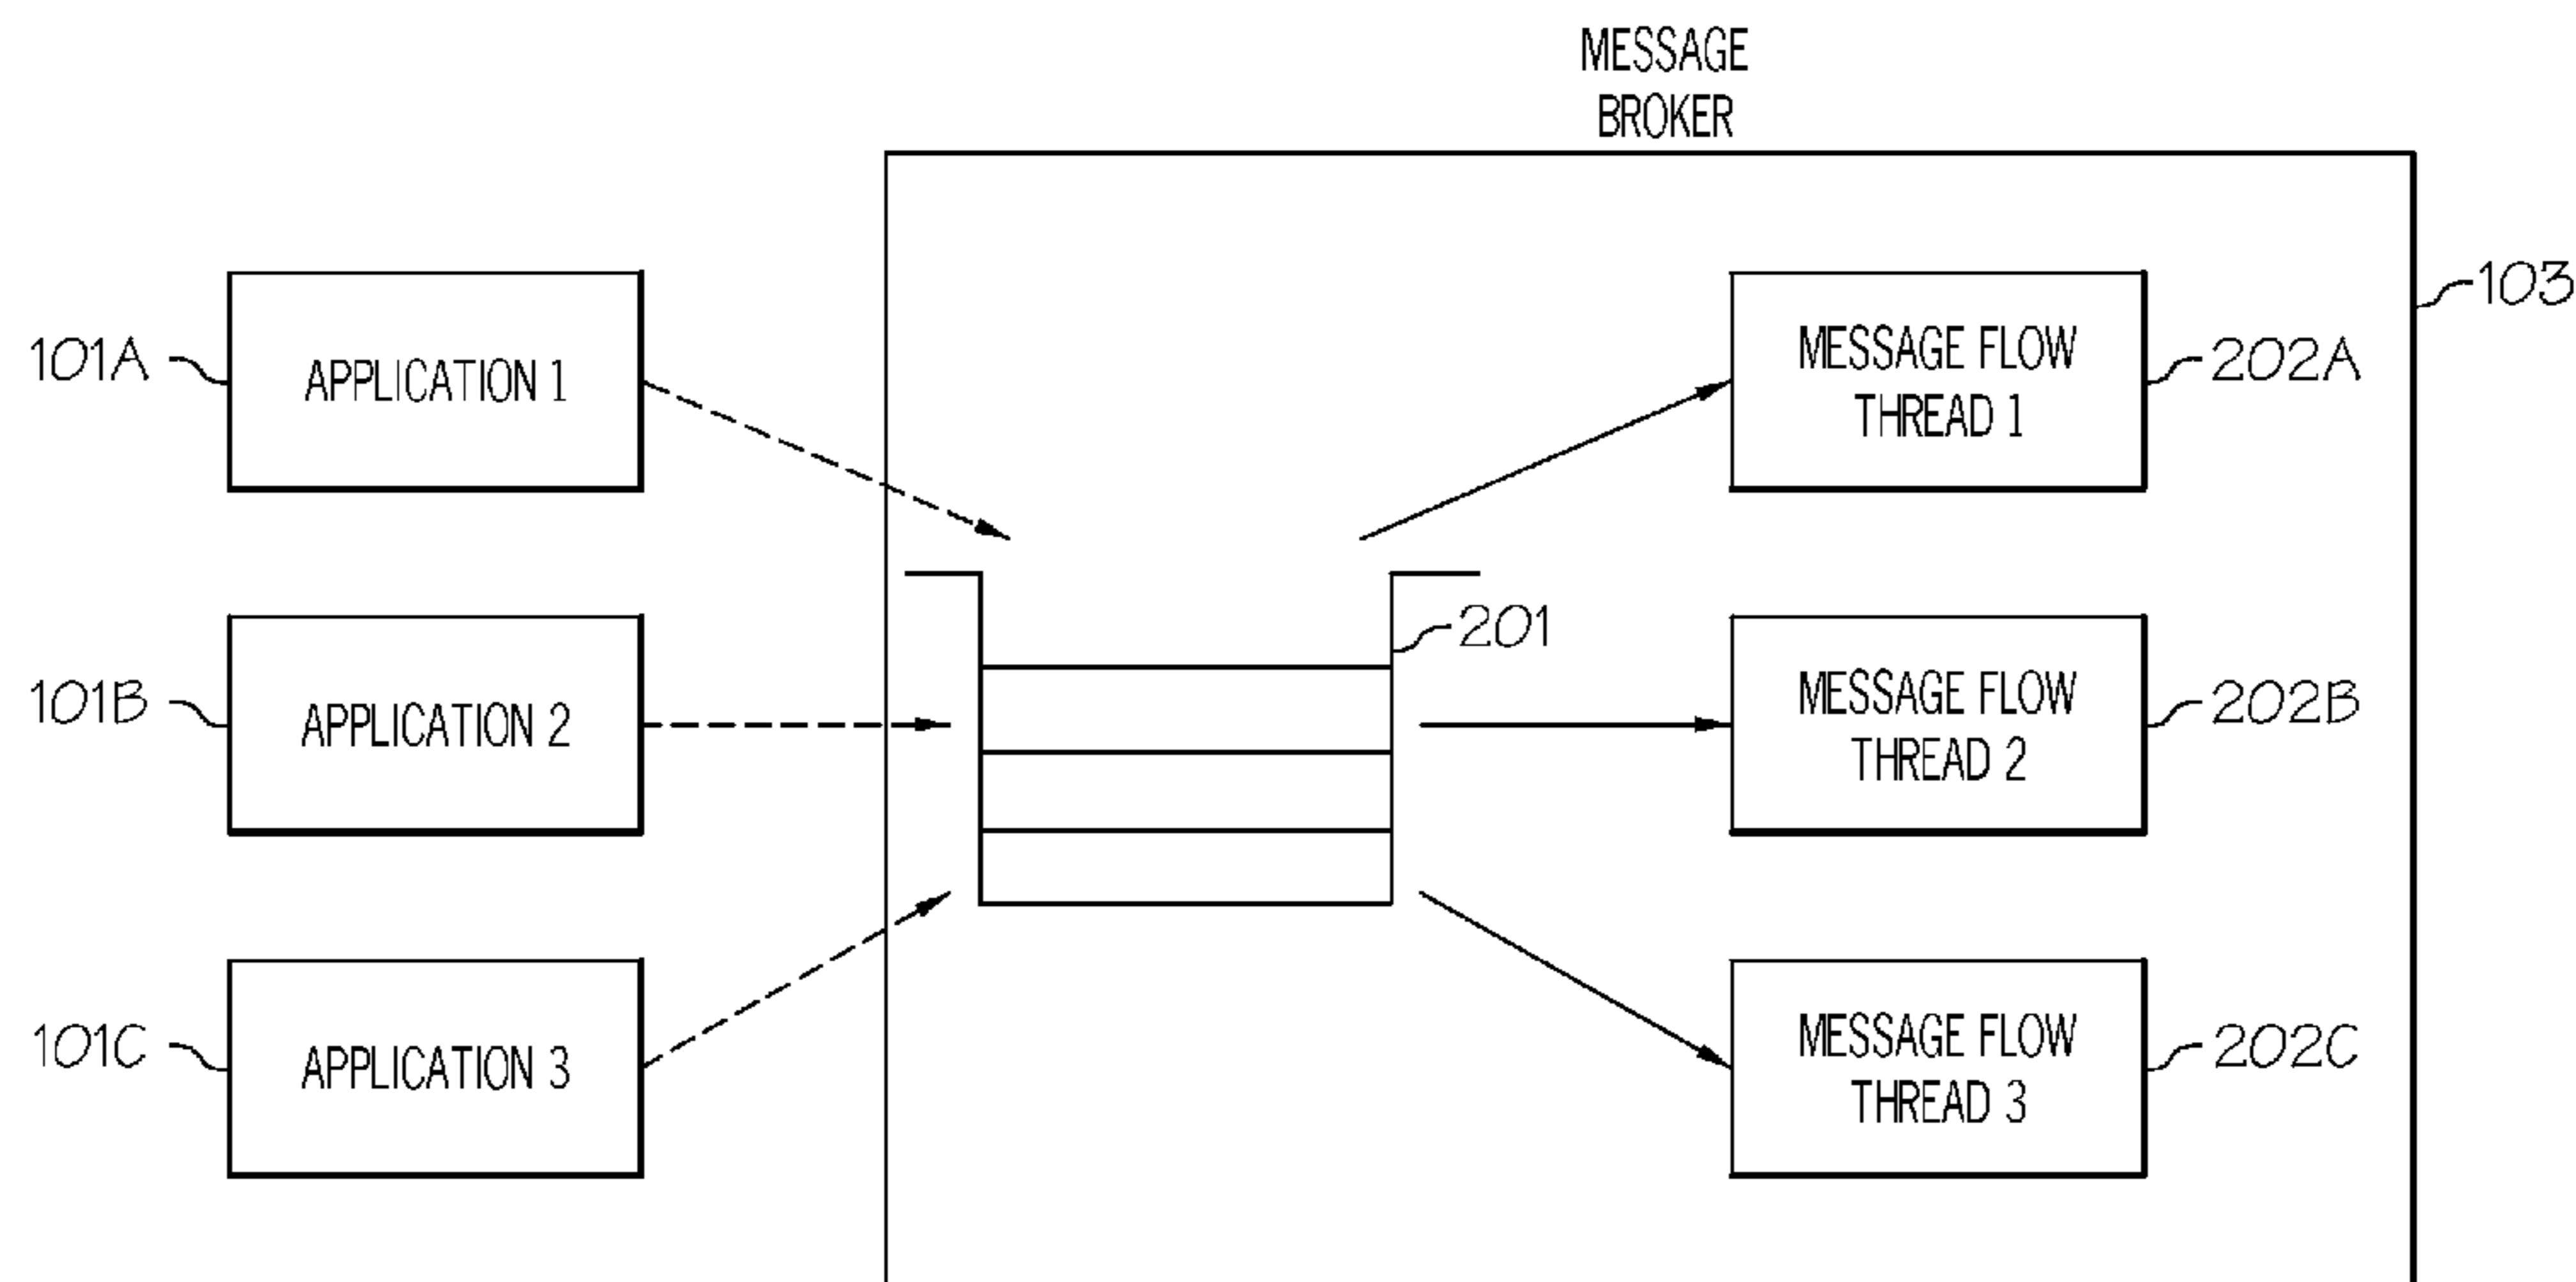 MESSAGE
BROKER
103
101A
APPLICATION 1
MESSAGE FLOW
THREAD 1
202A
201
101B
APPLICATION 2
MESSAGE FLOW
THREAD 2
202B
101C
APPLICATION 3
MESSAGE FLOW
THREAD 3
202C